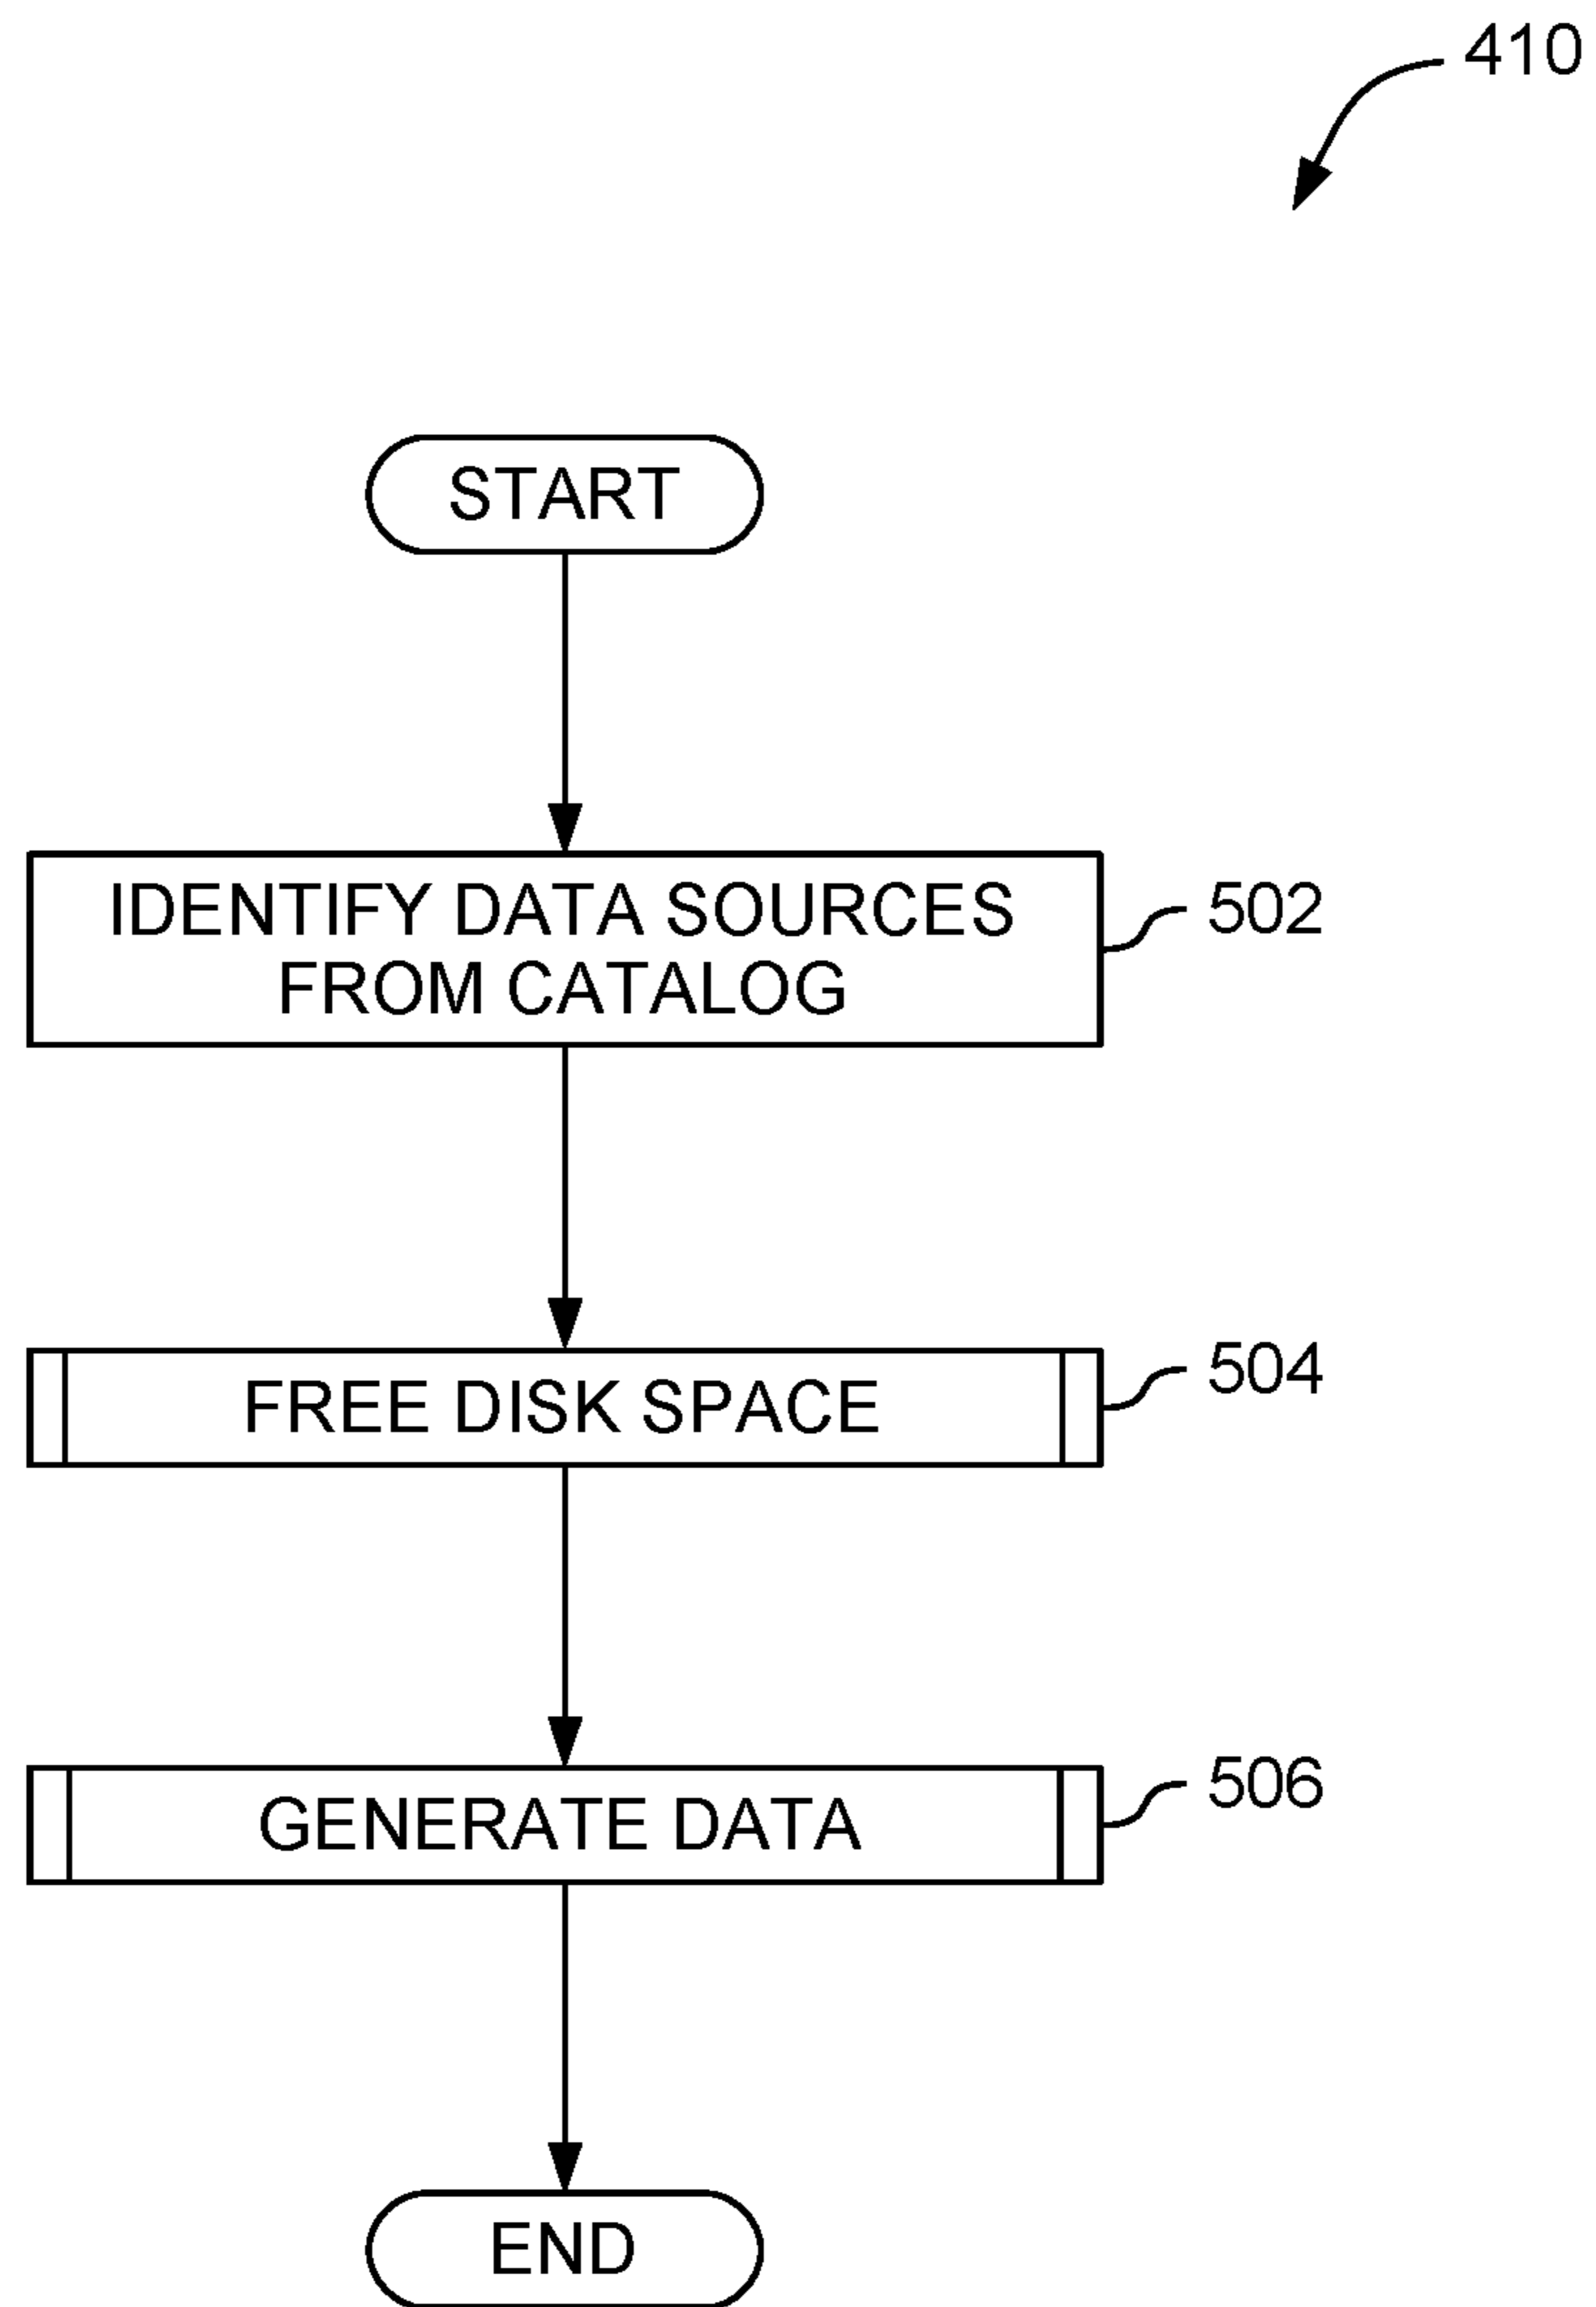 410
START
IDENTIFY DATA SOURCES
FROM CATALOG
502
FREE DISK SPACE
504
GENERATE DATA
506
END